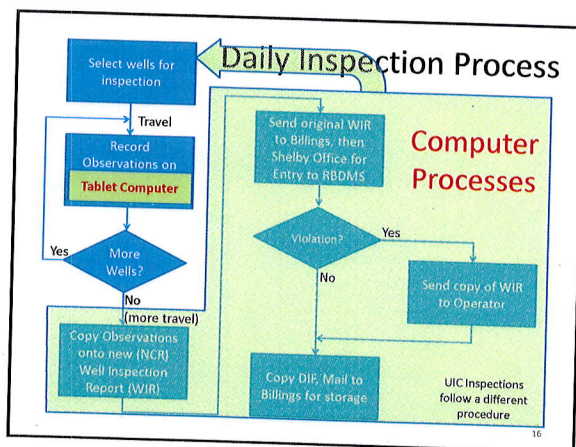 Daily Inspection Process
Select wells for
inspection
Travel
Record
Observations on
Tablet Computer
Yes
More
Wells?
No
(more travel)
Copy Observations
onto new (NCR)
Well Inspection
Report (WIR)
Send original WIR
to Billings, then
Shelby Office for
Entry to RBDMS
Computer
Processes
Violation?
Yes
No
Send copy of WIR
to Operator
Copy DIF, Mail to
Billings for storage
UIC Inspections
follow a different
procedure
16